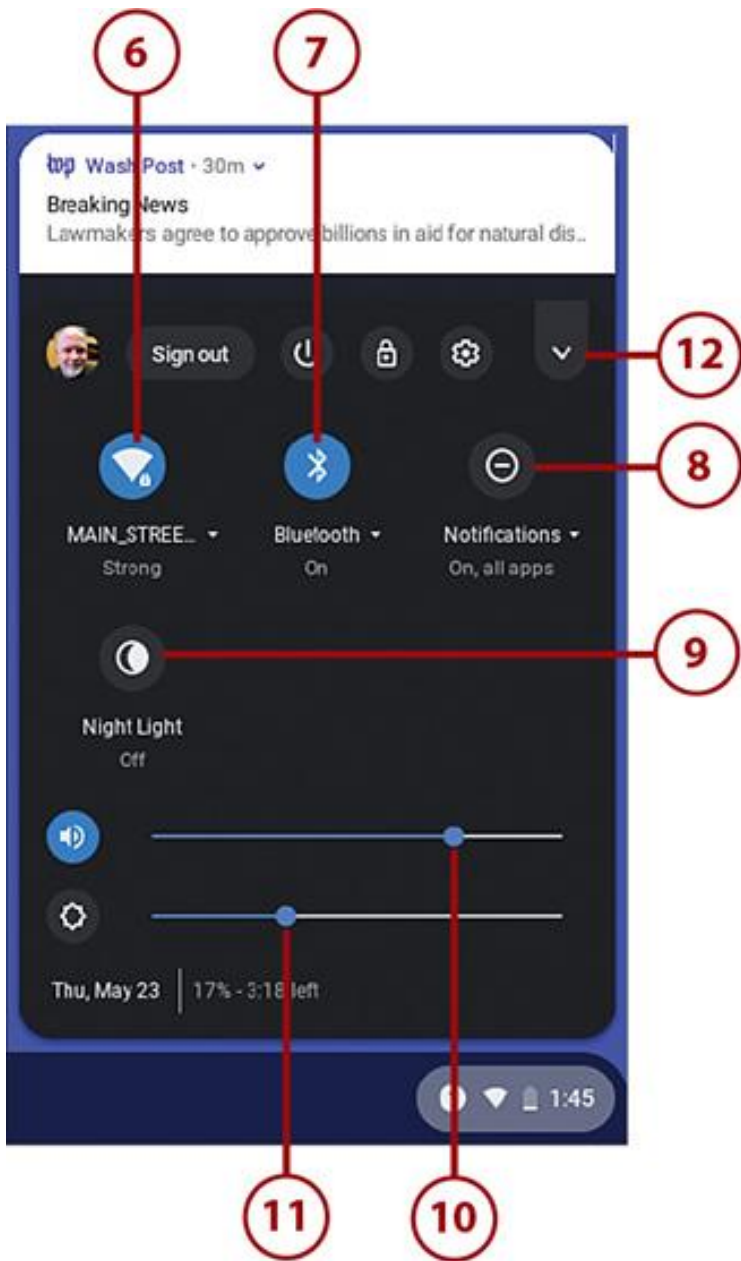 6 7
wp Wash Post · 30m
Breaking News
Lawmakers agree to approve billions in aid for natural dis..
Sign out
12
8
MAIN_STREE... Bluetooth Notifications
Strong On On, all apps
9
Night Light
Off
Thu, May 23 17% - 3:18 left
1:45
11 10